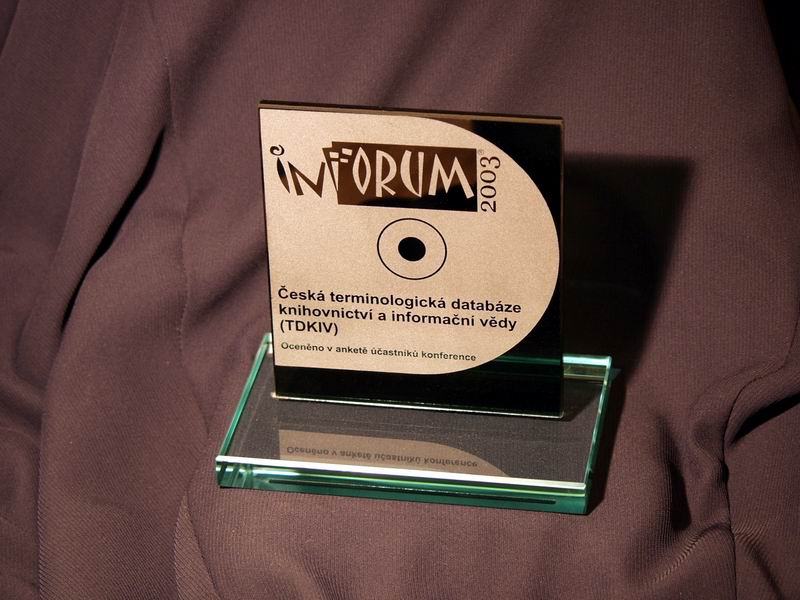 INFORUM®
2003
Česká terminologická databáze
knihovnictví a informační vědy
(TDKIV)
Oceněno v anketě účastníků konference